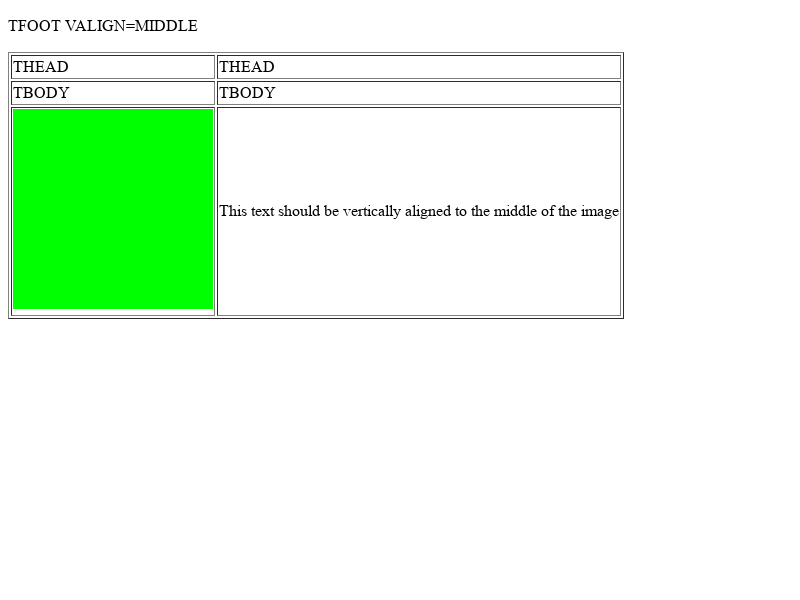 TFOOT VALIGN=MIDDLE
THEAD THEAD
TBODY TBODY
This text should be vertically aligned to the middle of the image